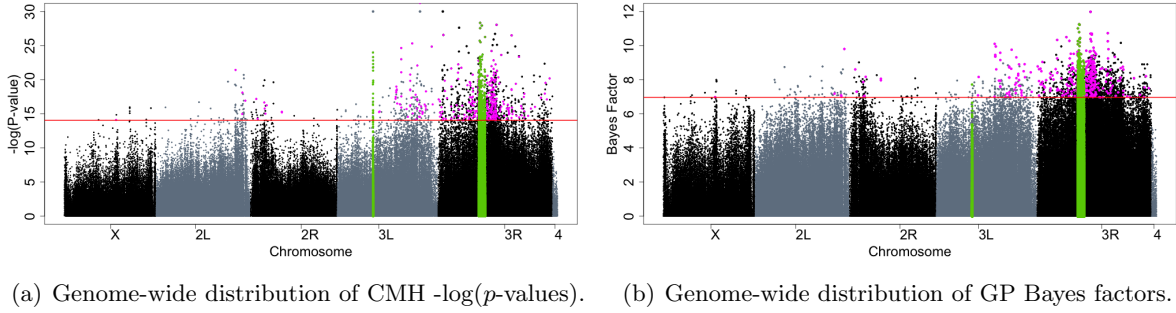 30
25
20
15
10
5
0
-log(P-value)
X
2L
2R
3L
3R
4
Chromosome
12
10
8
6
4
2
0
Bayes Factor
X
2L
2R
3L
3R
4
Chromosome
(a) Genome-wide distribution of CMH -log(p-values).
(b) Genome-wide distribution of GP Bayes factors.